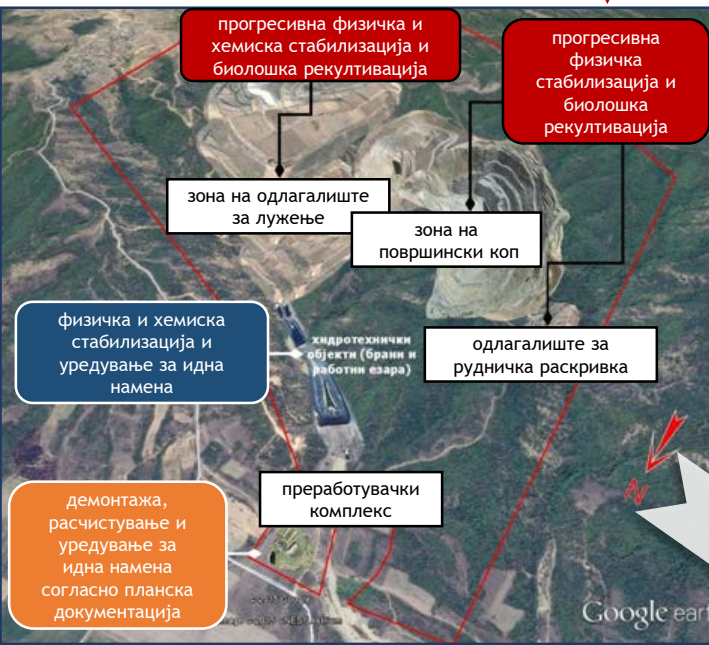 прогресивна физичка и
хемиска стабилизација и
биолошка рекултивација
прогресивна
физичка
стабилизација и
биолошка
рекултивација
зона на одлагалиште
за лужење
зона на
површински коп
физичка и хемиска
стабилизација и
уредување за идна
намена
хидротехнички
објекти (брани и
работни езара)
одлагалиште за
рудничка раскривка
преработувачки
комплекс
демонтажа,
расчистување и
уредување за
идна намена
согласно планска
документација
N
Google eart